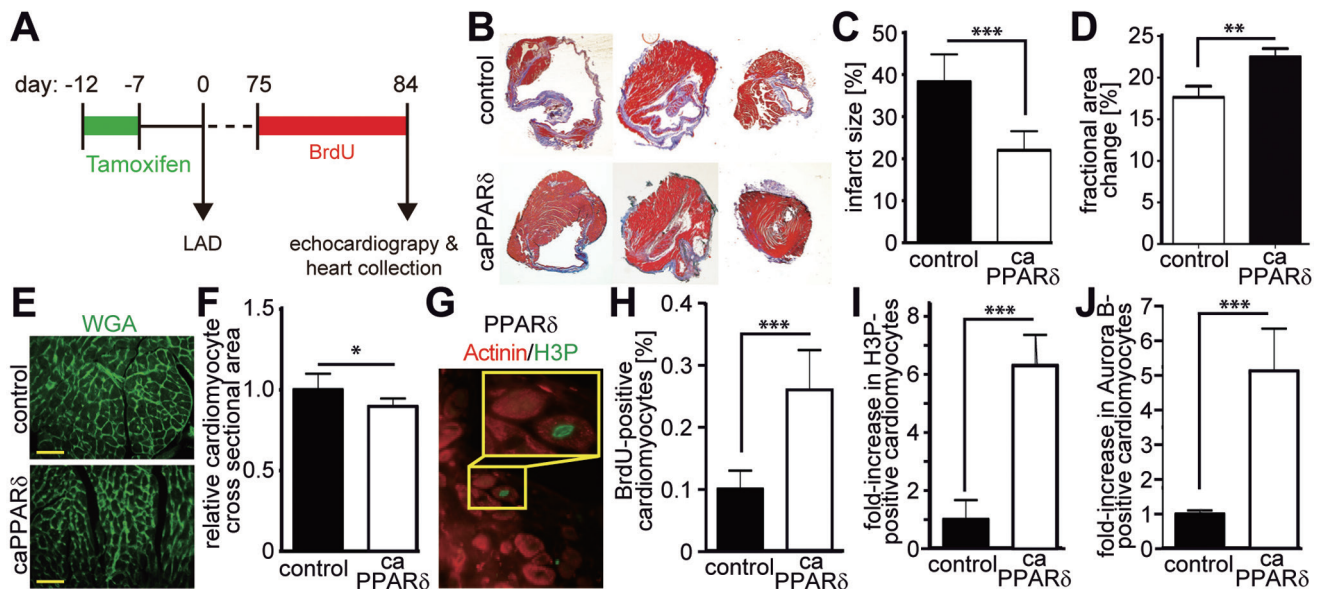 A
day: -12 -7 0 75 84
Tamoxifen
BrdU
LAD
echocardiograpy &
heart collection
B
control
caPPARδ
C
infarct size [%]
50
40
30
20
10
0
***
control
ca
PPARδ
D
fractional area
change [%]
25
20
15
10
5
0
**
control
ca
PPARδ
E
WGA
control
caPPARδ
F
relative cardiomyocyte
cross sectional area
1.5
1.0
0.5
0
*
control
ca
PPARδ
G
PPARδ
Actinin/H3P
H
BrdU-positive
cardiomyocytes [%]
0.4
0.3
0.2
0.1
0
***
control
ca
PPARδ
I
fold-increase in H3P-
positive cardiomyocytes
8
6
4
2
0
***
control
ca
PPARδ
J
fold-increase in Aurora B-
positive cardiomyocytes
7
6
5
4
3
2
1
0
***
control
ca
PPARδ